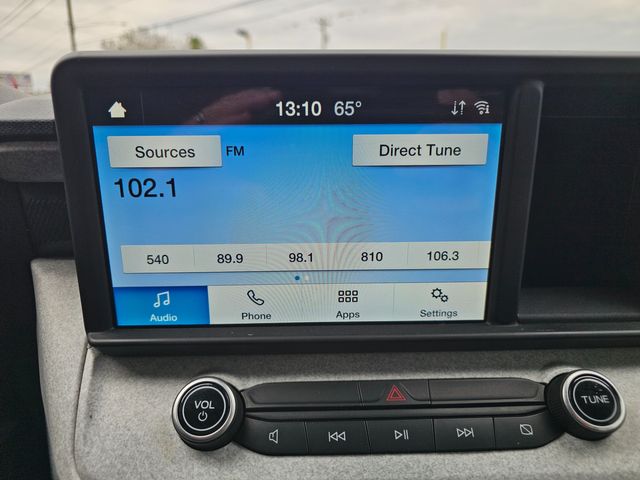 13:10 65°
Sources FM Direct Tune
102.1
540 89.9 98.1 810 106.3
Audio Phone Apps Settings
VOL TUNE